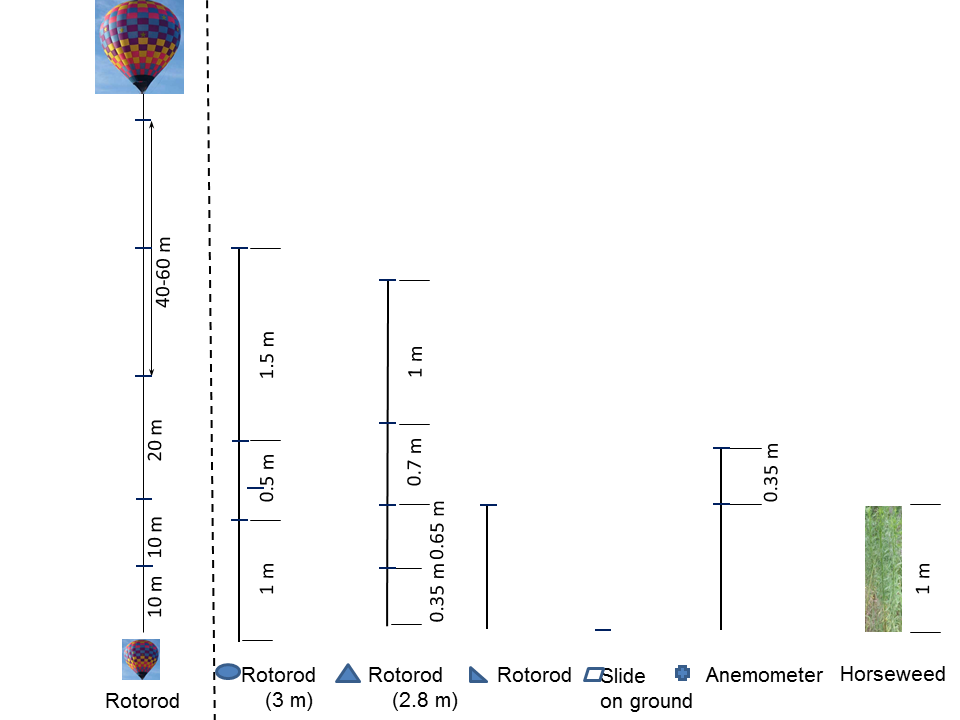 40-60 m
20 m
10 m
10 m
1.5 m
0.5 m
1 m
1 m
0.7 m
0.65 m
0.35 m
0.35 m
1 m
Rotorod
Rotorod
(3 m)
Rotorod
(2.8 m)
Rotorod
Slide
on ground
Anemometer
Horseweed